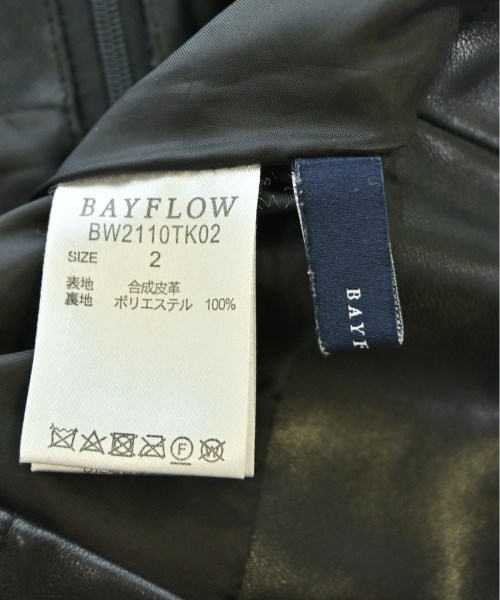 BAYFLOW
BW2110TK02
SIZE 2
表地 合成皮革
裏地 ポリエステル 100%
F
W
BAYF